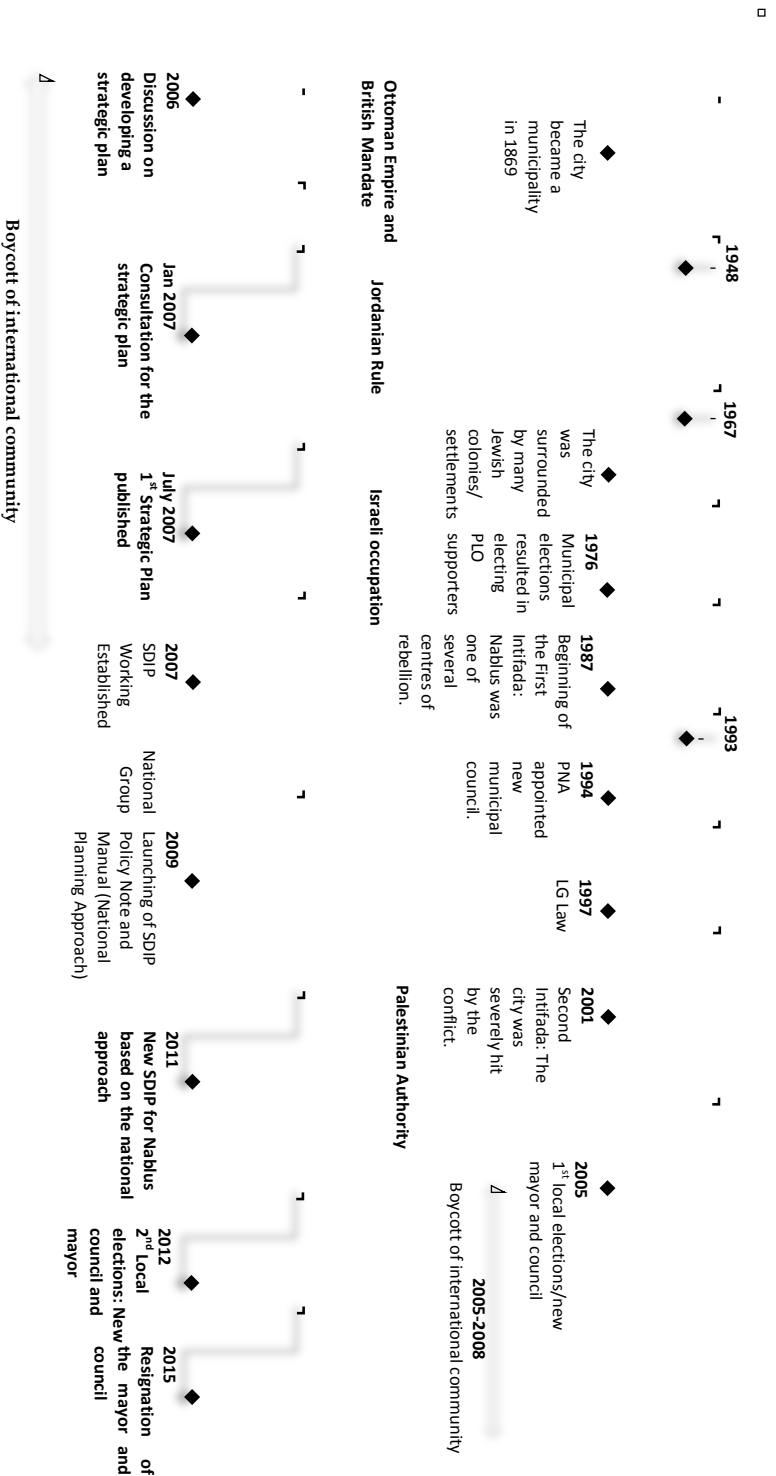 1948
1967
1993
The city
became a
municipality
in 1869
The city
was
surrounded
by many
Jewish
colonies/
settlements
1976
Municipal
elections
resulted in
electing
PLO
supporters
1987
Beginning of
the First
Intifada:
Nablus was
one of
several
centres of
rebellion.
1994
PNA
appointed
new
municipal
council.
1997
LG Law
2001
Second
Intifada: The
city was
severely hit
by the
conflict.
2005
1st local elections/new
mayor and council
2005-2008
Boycott of international community
Ottoman Empire and
British Mandate
Jordanian Rule
Israeli occupation
Palestinian Authority
2006
Discussion on
developing a
strategic plan
Jan 2007
Consultation for the
strategic plan
July 2007
1st Strategic Plan
published
2007
SDIP National
Working Group
Established
2009
Launching of SDIP
Policy Note and
Manual (National
Planning Approach)
2011
New SDIP for Nablus
based on the national
approach
2012
2nd Local
elections: New
council and
mayor
2015
Resignation of
the mayor and
council
Boycott of international community